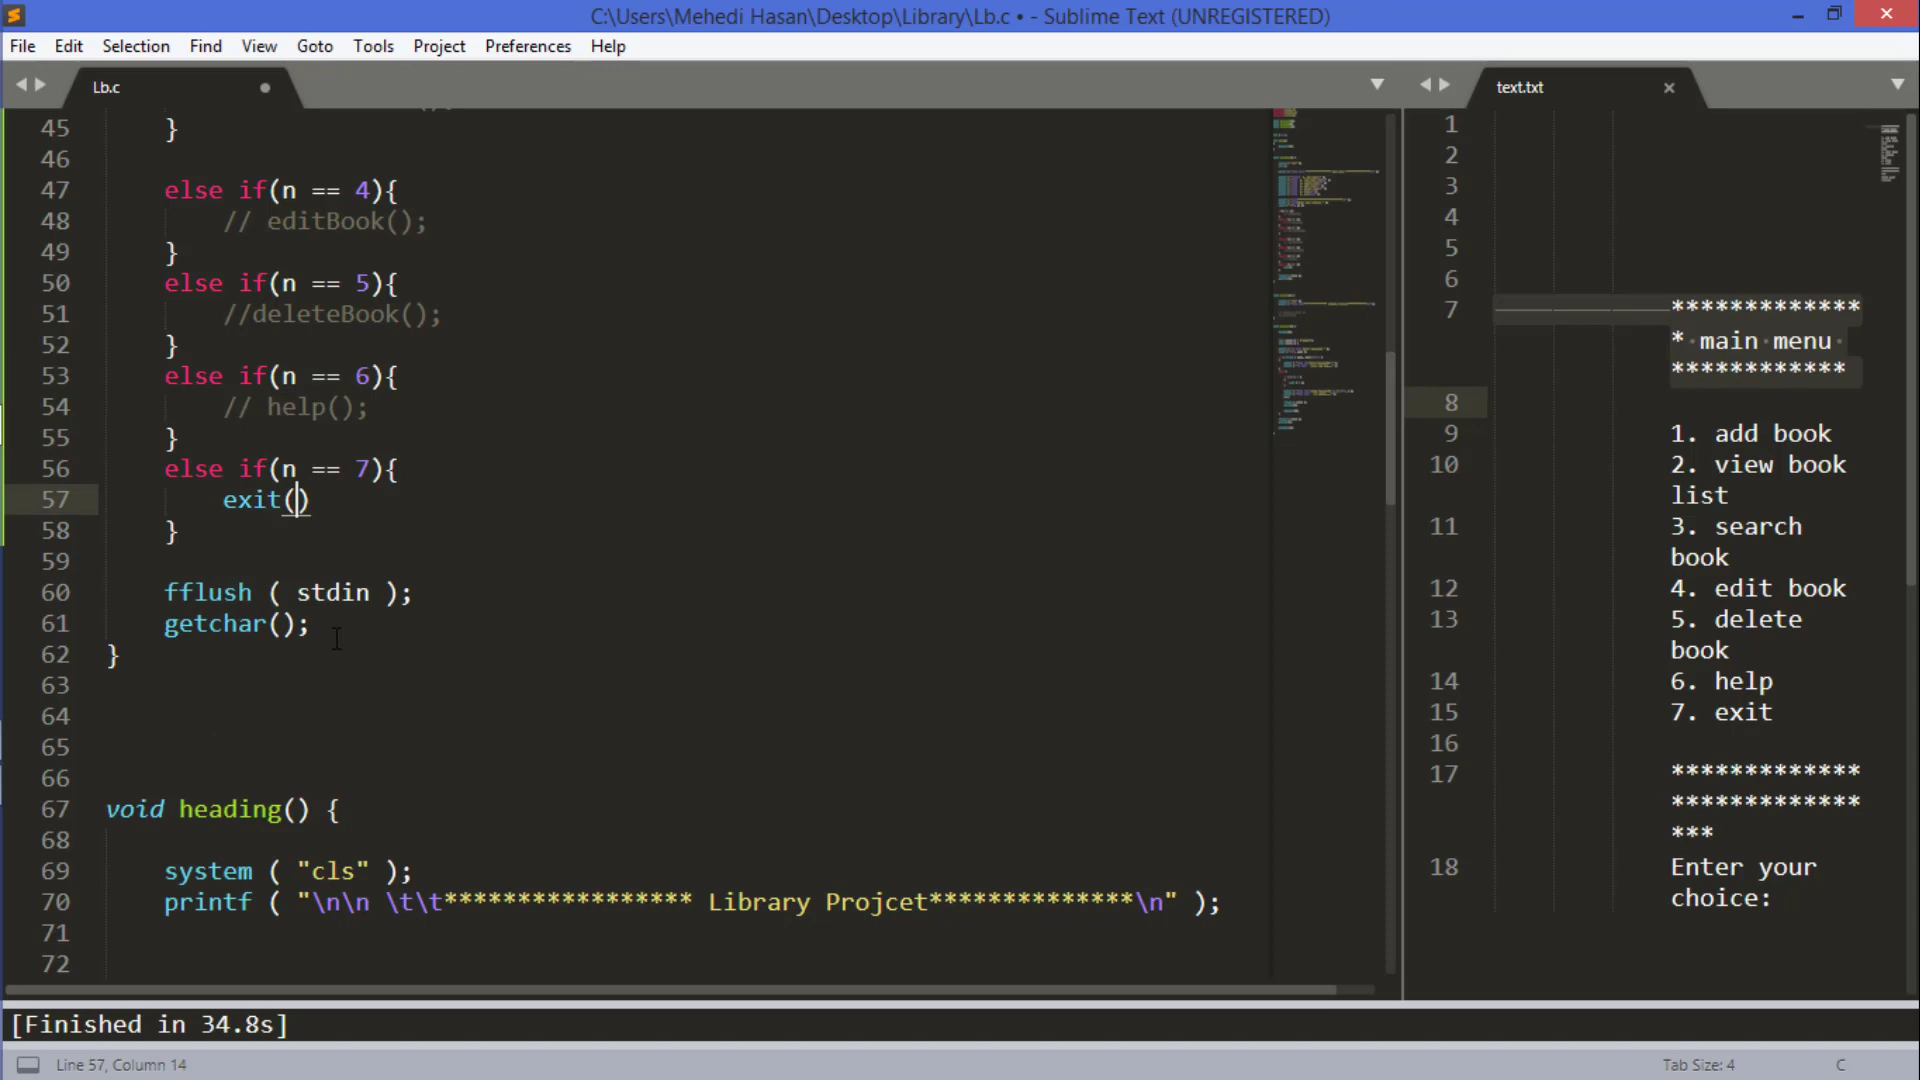 C:\Users\Mehedi Hasan\Desktop\Library\Lb.c • - Sublime Text (UNREGISTERED)
File Edit Selection Find View Goto Tools Project Preferences Help
Lb.c
text.txt
45 }
46
47 else if(n == 4){
48 // editBook();
49 }
50 else if(n == 5){
51 //deleteBook();
52 }
53 else if(n == 6){
54 // help();
55 }
56 else if(n == 7){
57 exit()
58 }
59
60 fflush ( stdin );
61 getchar();
62 }
63
64
65
66
67 void heading() {
68
69 system ( "cls" );
70 printf ( "\n\n \t\t***************** Library Projcet**************\n" );
71
72
1
2
3
4
5
6
7 *************
* main menu
************
8
9 1. add book
10 2. view book
list
11 3. search
book
12 4. edit book
13 5. delete
book
14 6. help
15 7. exit
16
17 *************
*************
***
18 Enter your
choice:
[Finished in 34.8s]
Line 57, Column 14
Tab Size: 4
C